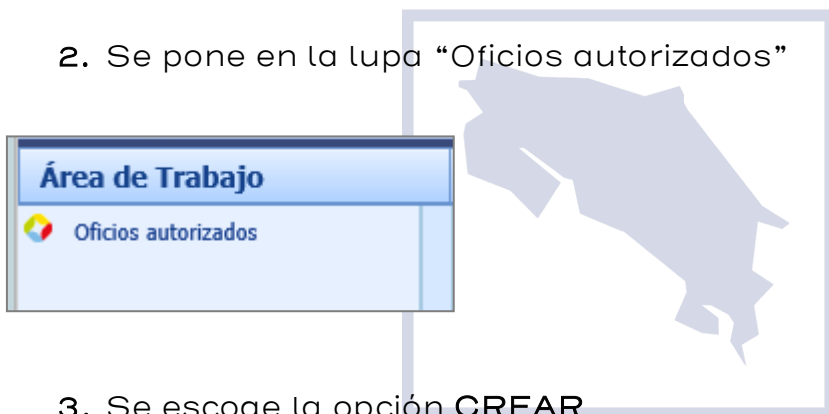 2. Se pone en la lupa “Oficios autorizados”
Área de Trabajo
Oficios autorizados
3. Se escoge la opción CREAR